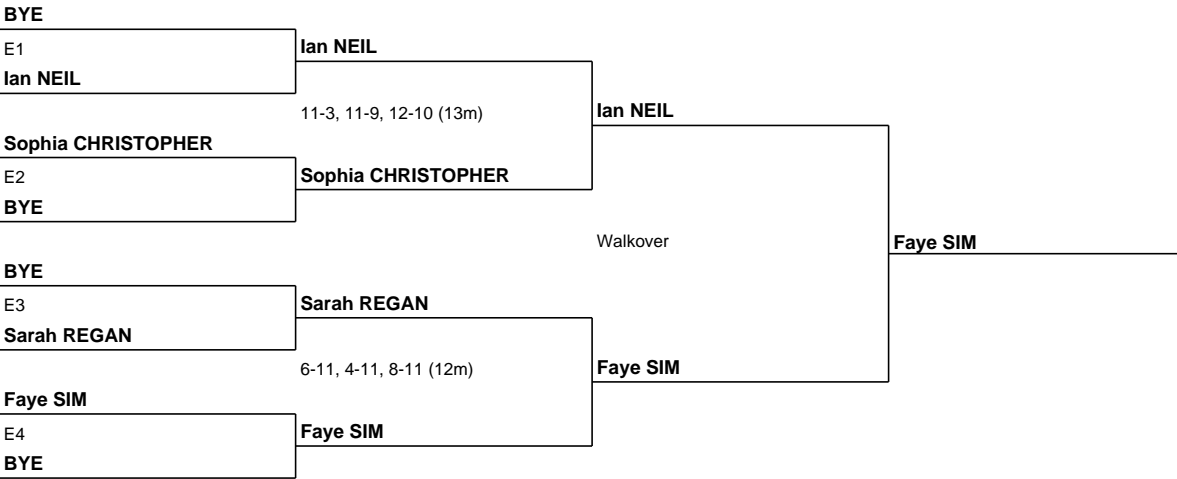 BYE
E1
Ian NEIL
Ian NEIL
11-3, 11-9, 12-10 (13m)
Ian NEIL
Sophia CHRISTOPHER
E2
Sophia CHRISTOPHER
BYE
Walkover
Faye SIM
BYE
E3
Sarah REGAN
Sarah REGAN
6-11, 4-11, 8-11 (12m)
Faye SIM
Faye SIM
E4
Faye SIM
BYE